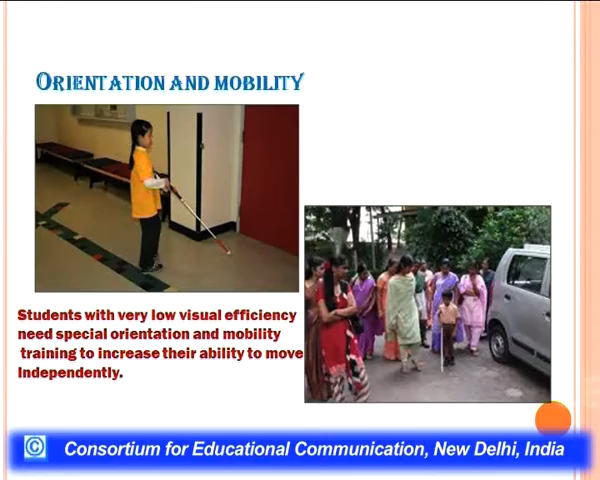 ORIENTATION AND MOBILITY
Students with very low visual efficiency
need special orientation and mobility
training to increase their ability to move
Independently.
© Consortium for Educational Communication, New Delhi, India